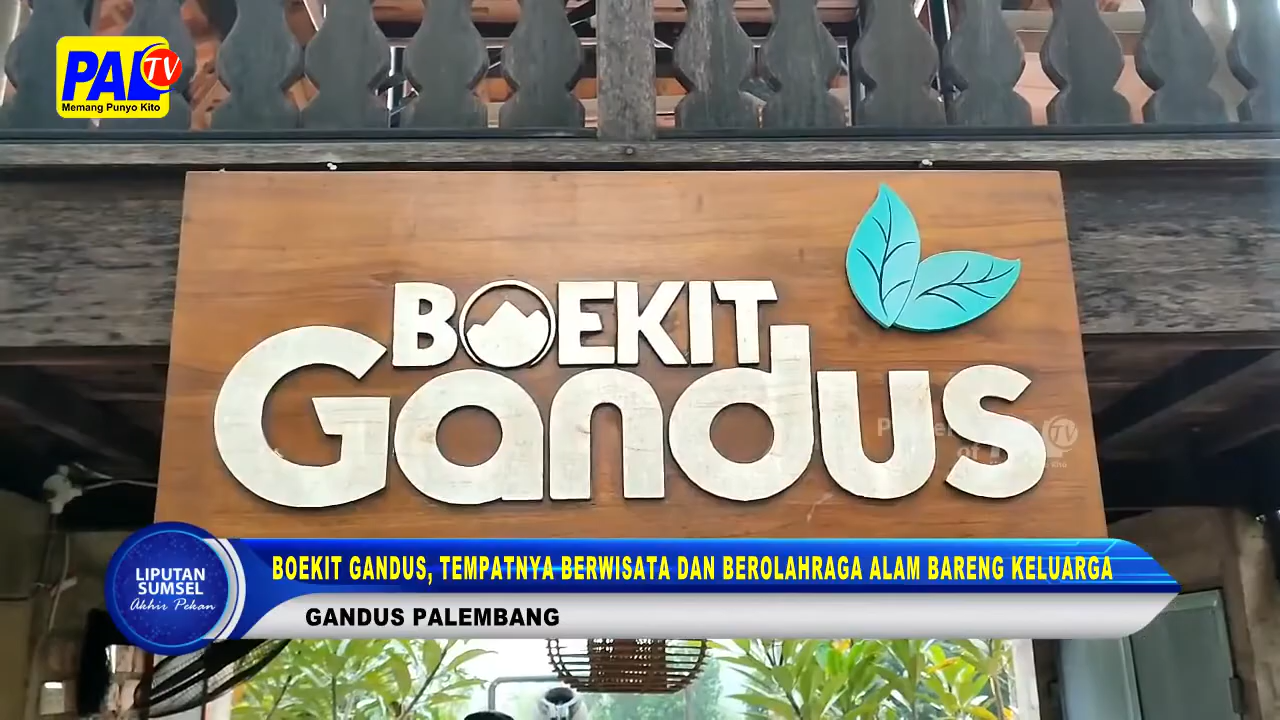 PAL TV
Memang Punyo Kito
BOEKIT
Gandus
LIPUTAN
SUMSEL
Akhir Pekan
BOEKIT GANDUS, TEMPATNYA BERWISATA DAN BEROLAHRAGA ALAM BARENG KELUARGA
GANDUS PALEMBANG